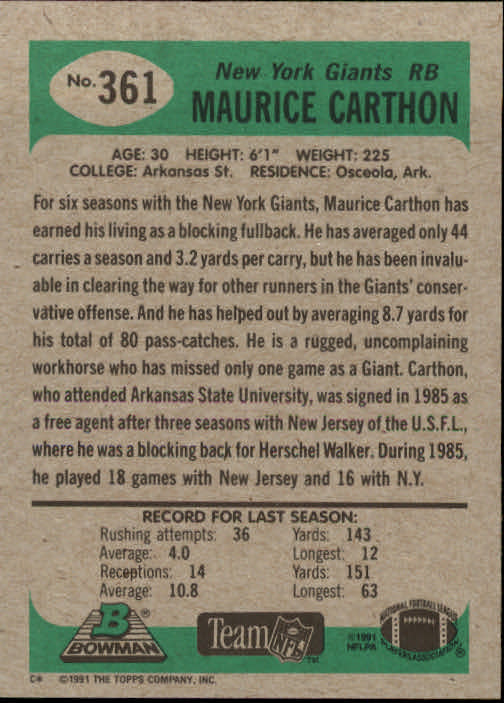 No. 361
New York Giants RB
MAURICE CARTHON
AGE: 30 HEIGHT: 6'1" WEIGHT: 225
COLLEGE: Arkansas St. RESIDENCE: Osceola, Ark.
For six seasons with the New York Giants, Maurice Carthon has
earned his living as a blocking fullback. He has averaged only 44
carries a season and 3.2 yards per carry, but he has been invalu-
able in clearing the way for other runners in the Giants' conser-
vative offense. And he has helped out by averaging 8.7 yards for
his total of 80 pass-catches. He is a rugged, uncomplaining
workhorse who has missed only one game as a Giant. Carthon,
who attended Arkansas State University, was signed in 1985 as
a free agent after three seasons with New Jersey of the U.S.F.L.,
where he was a blocking back for Herschel Walker. During 1985,
he played 18 games with New Jersey and 16 with N.Y.
RECORD FOR LAST SEASON:
Rushing attempts: 36 Yards: 143
Average: 4.0 Longest: 12
Receptions: 14 Yards: 151
Average: 10.8 Longest: 63
B ®
BOWMAN
Team NFL ™
©1991
NFLPA
NATIONAL FOOTBALL LEAGUE
PLAYERS ASSOCIATION ®
C* ©1991 THE TOPPS COMPANY, INC.